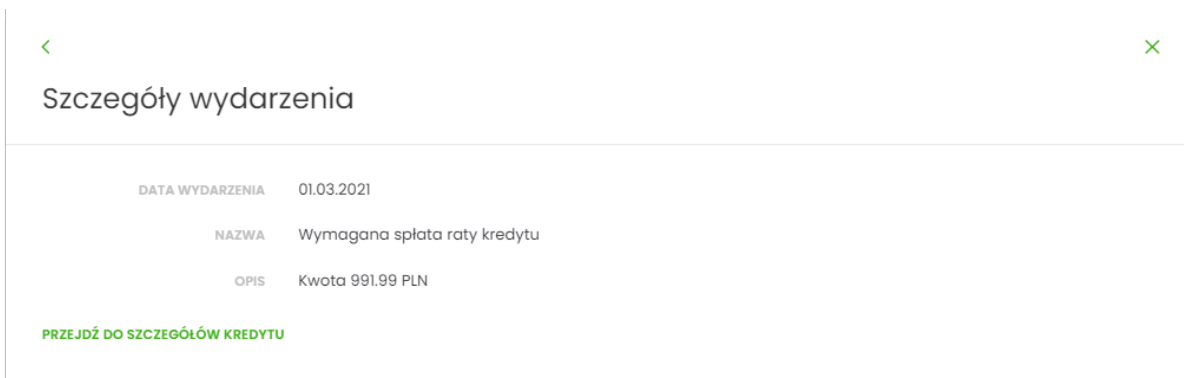 Szczegóły wydarzenia
DATA WYDARZENIA 01.03.2021
NAZWA Wymagana spłata raty kredytu
OPIS Kwota 991.99 PLN
PRZEJDŹ DO SZCZEGÓŁÓW KREDYTU